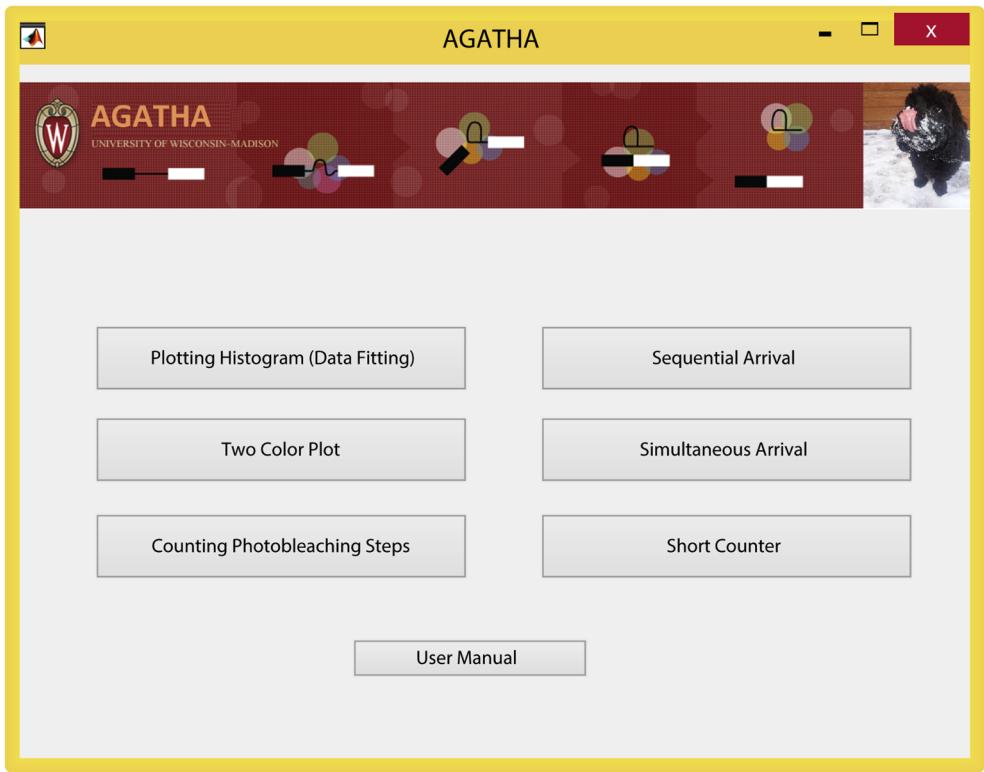 AGATHA
X
AGATHA
UNIVERSITY OF WISCONSIN-MADISON
W
Plotting Histogram (Data Fitting)
Sequential Arrival
Two Color Plot
Simultaneous Arrival
Counting Photobleaching Steps
Short Counter
User Manual